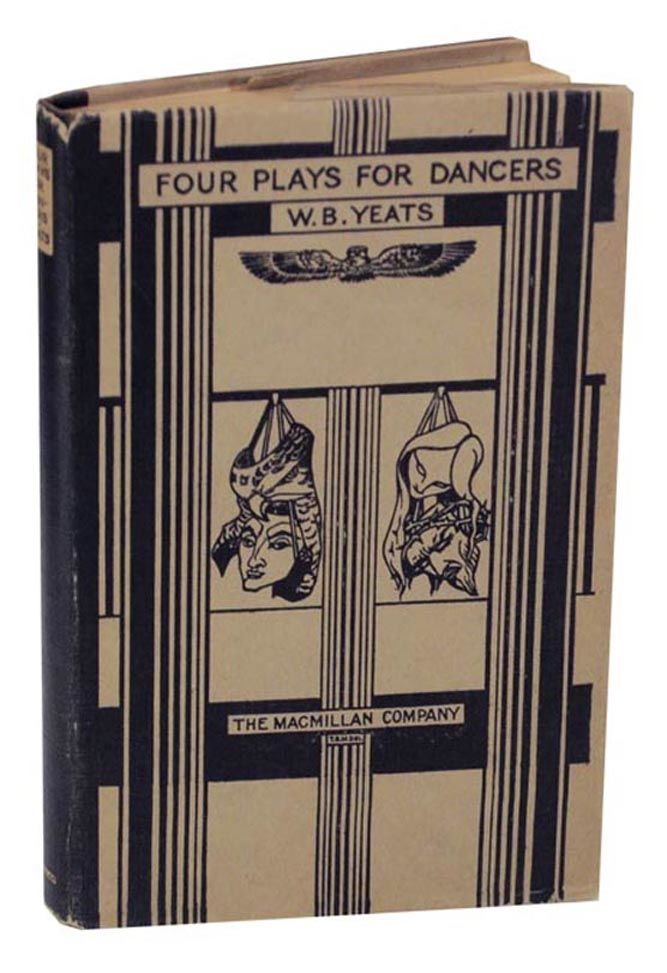 FOUR PLAYS FOR DANCERS
W.B. YEATS
THE MACMILLAN COMPANY